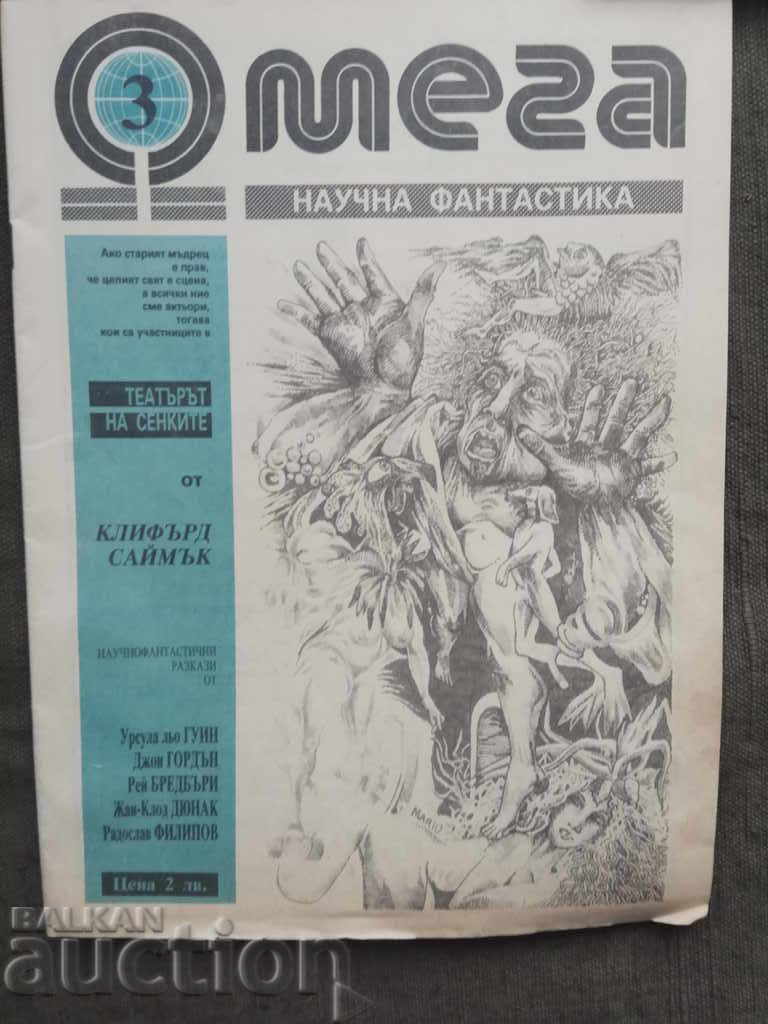 Омега
3
НАУЧНА ФАНТАСТИКА
Ако старият мъдрец
е прав,
че целият свят е сцена,
а всички ние
сме актьори,
тогава
кои са участниците в
ТЕАТЪРЪТ
НА СЕНКИТЕ
от
КЛИФЪРД
САЙМЪК
НАУЧНОФАНТАСТИЧНИ
РАЗКАЗИ
ОТ
Урсула льо ГУИН
Джон ГОРДЪН
Рей БРЕДБЪРИ
Жан-Клод ДЮНАК
Радослав ФИЛИПОВ
Цена 2 лв.
MARIO
BALKAN
auction